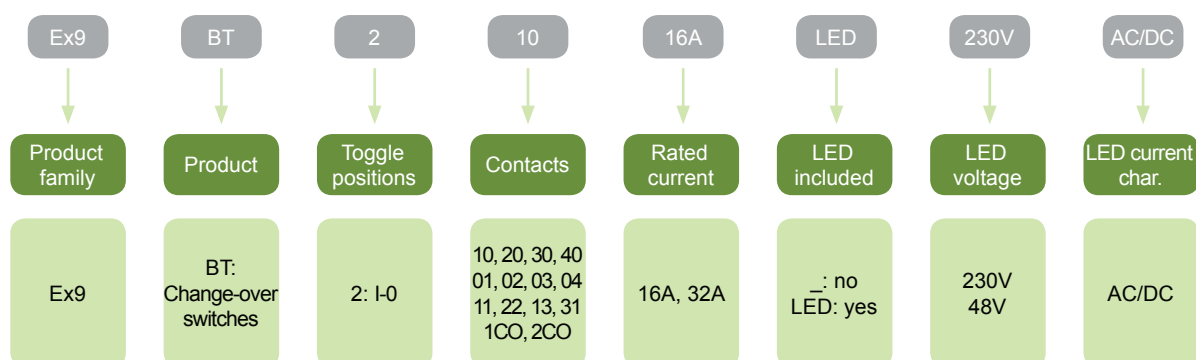 Ex9 BT 2 10 16A LED 230V AC/DC
Product family
Product
Toggle positions
Contacts
Rated current
LED included
LED voltage
LED current char.
Ex9
BT:
Change-over
switches
2: I-0
10, 20, 30, 40
01, 02, 03, 04
11, 22, 13, 31
1CO, 2CO
16A, 32A
_: no
LED: yes
230V
48V
AC/DC